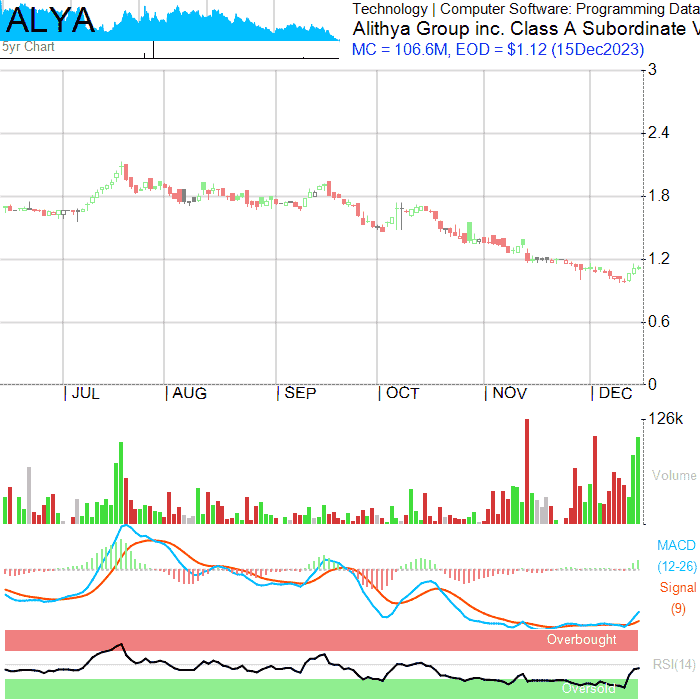 ALYA
5yr Chart
Technology | Computer Software: Programming Data
Alithya Group inc. Class A Subordinate V
MC = 106.6M, EOD = $1.12 (15Dec2023)
3
2.4
1.8
1.2
0.6
0
| JUL | AUG | SEP | OCT | NOV | DEC
126k
Volume
MACD
(12-26)
Signal
(9)
Overbought
RSI(14)
Oversold